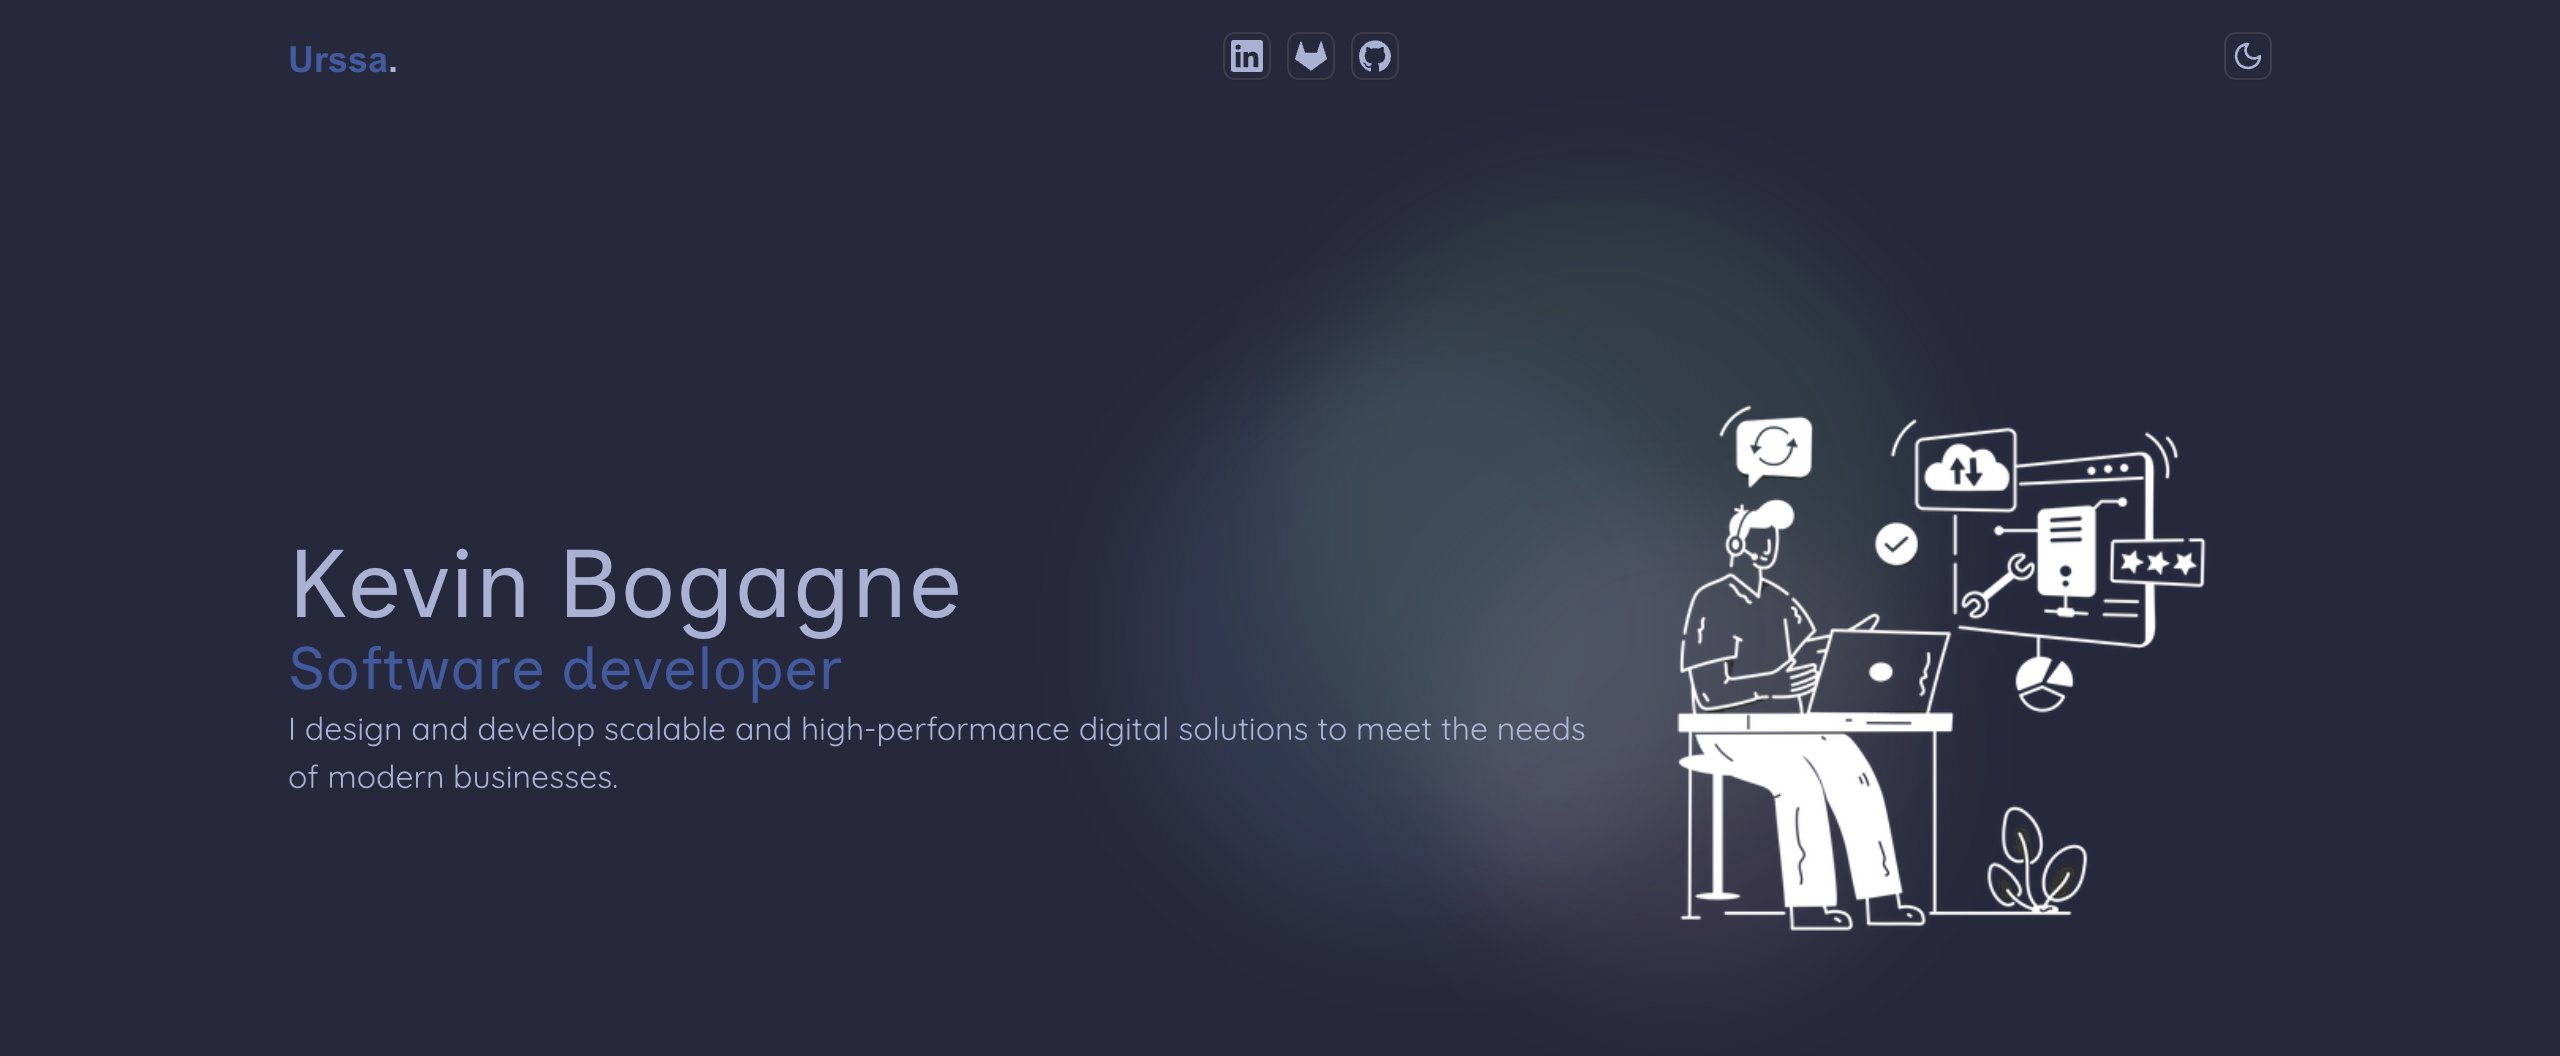 Urssa.
in
Kevin Bogagne
Software developer
I design and develop scalable and high-performance digital solutions to meet the needs
of modern businesses.